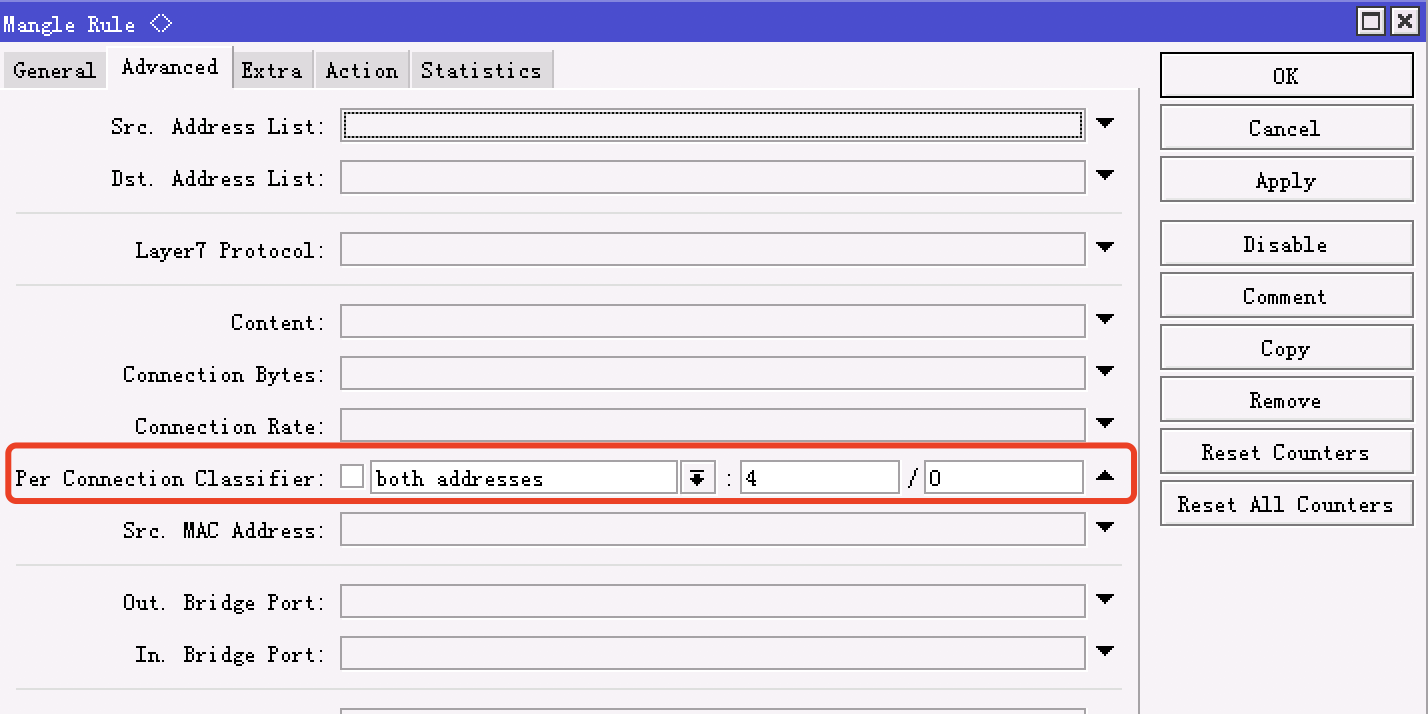 Mangle Rule <>
General Advanced Extra Action Statistics
Src. Address List:
Dst. Address List:
Layer7 Protocol:
Content:
Connection Bytes:
Connection Rate:
Per Connection Classifier: both addresses : 4 / 0
Src. MAC Address:
Out. Bridge Port:
In. Bridge Port:
OK
Cancel
Apply
Disable
Comment
Copy
Remove
Reset Counters
Reset All Counters